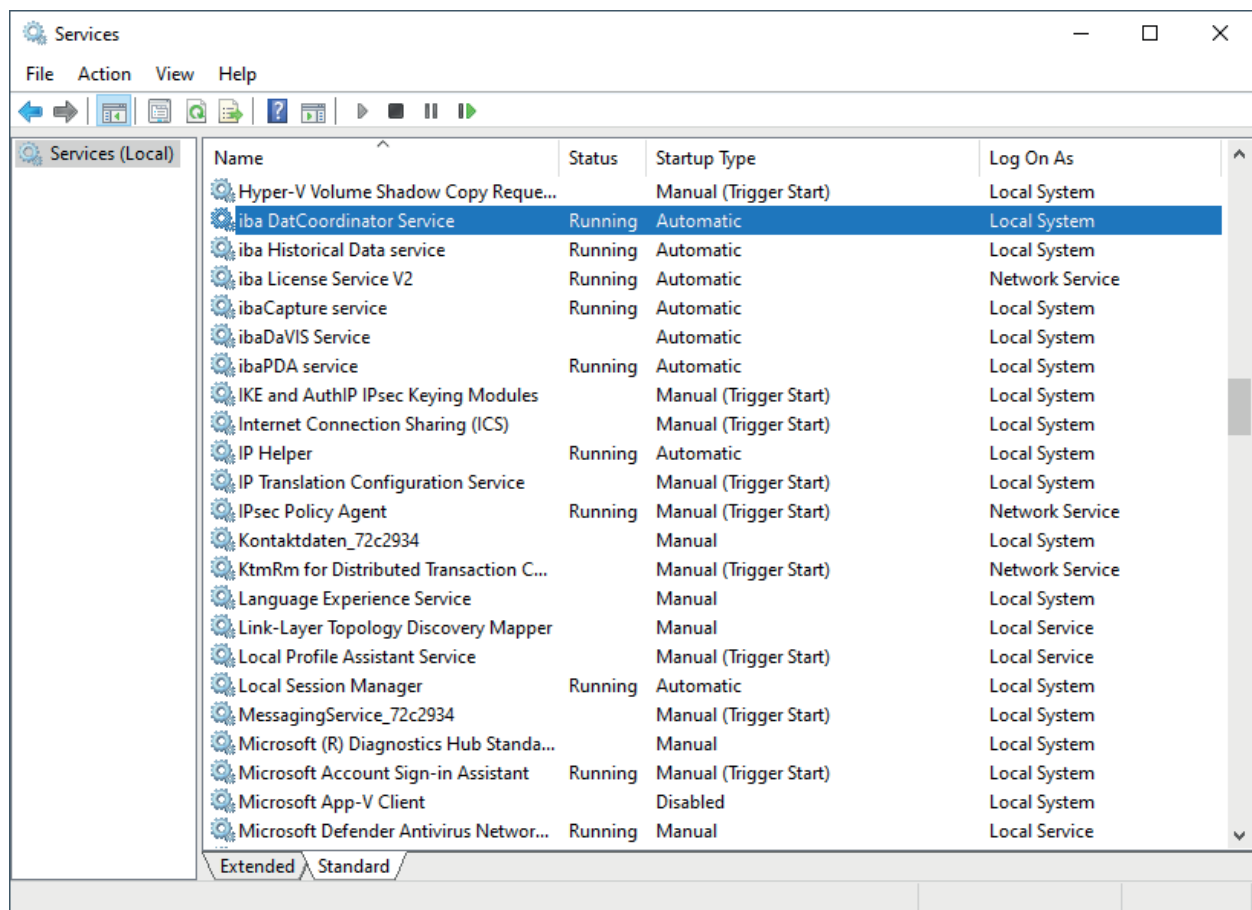 Services
File Action View Help
Services (Local)
Name Status Startup Type Log On As
Hyper-V Volume Shadow Copy Reque... Manual (Trigger Start) Local System
iba DatCoordinator Service Running Automatic Local System
iba Historical Data service Running Automatic Local System
iba License Service V2 Running Automatic Network Service
ibaCapture service Running Automatic Local System
ibaDaVIS Service Automatic Local System
ibaPDA service Running Automatic Local System
IKE and AuthIP IPsec Keying Modules Manual (Trigger Start) Local System
Internet Connection Sharing (ICS) Manual (Trigger Start) Local System
IP Helper Running Automatic Local System
IP Translation Configuration Service Manual (Trigger Start) Local System
IPsec Policy Agent Running Manual (Trigger Start) Network Service
Kontaktdaten_72c2934 Manual Local System
KtmRm for Distributed Transaction C... Manual (Trigger Start) Network Service
Language Experience Service Manual Local System
Link-Layer Topology Discovery Mapper Manual Local Service
Local Profile Assistant Service Manual (Trigger Start) Local Service
Local Session Manager Running Automatic Local System
MessagingService_72c2934 Manual (Trigger Start) Local System
Microsoft (R) Diagnostics Hub Standa... Manual Local System
Microsoft Account Sign-in Assistant Running Manual (Trigger Start) Local System
Microsoft App-V Client Disabled Local System
Microsoft Defender Antivirus Networ... Running Manual Local Service
Extended Standard